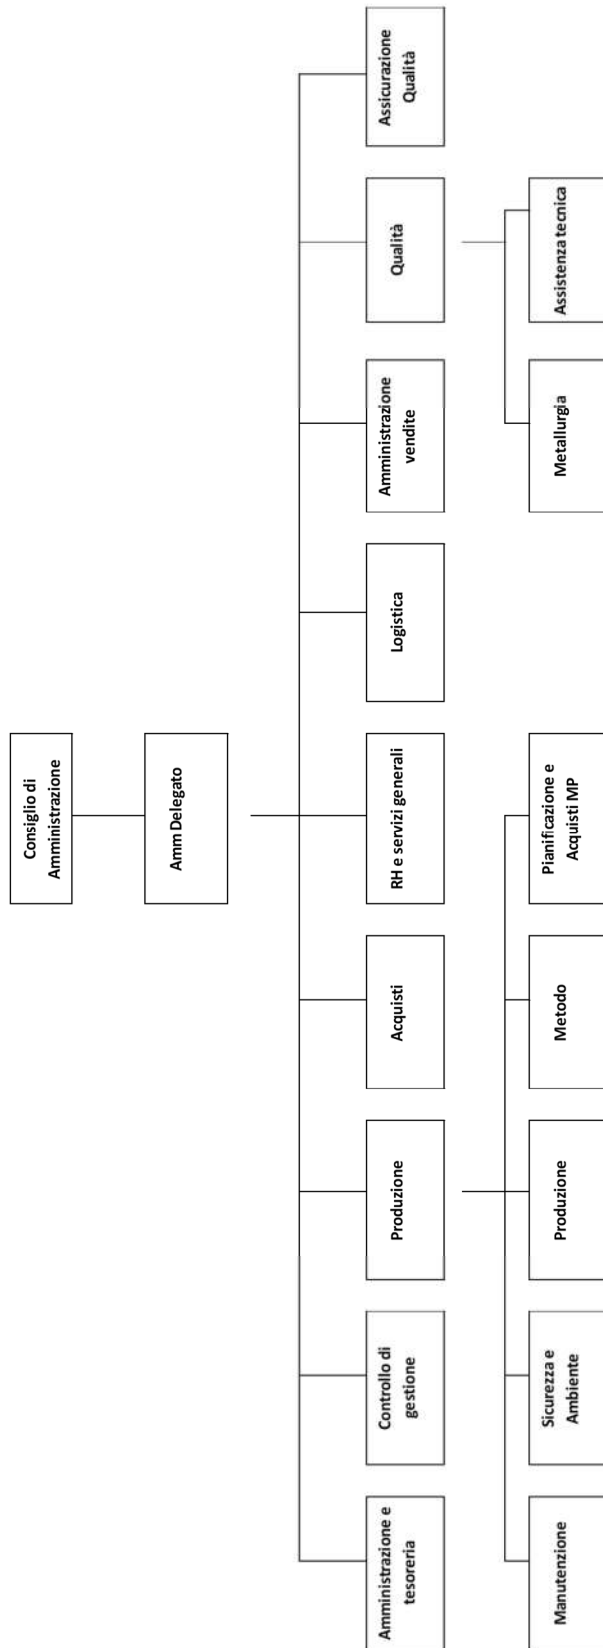 Consiglio di
Amministrazione
Amm Delegato
Amministrazione e
tesoreria
Controllo di
gestione
Produzione
Acquisti
RH e servizi generali
Logistica
Amministrazione
vendite
Qualità
Assicurazione
Qualità
Manutenzione
Sicurezza e
Ambiente
Produzione
Metodo
Pianificazione e
Acquisti MP
Metallurgia
Assistenza tecnica